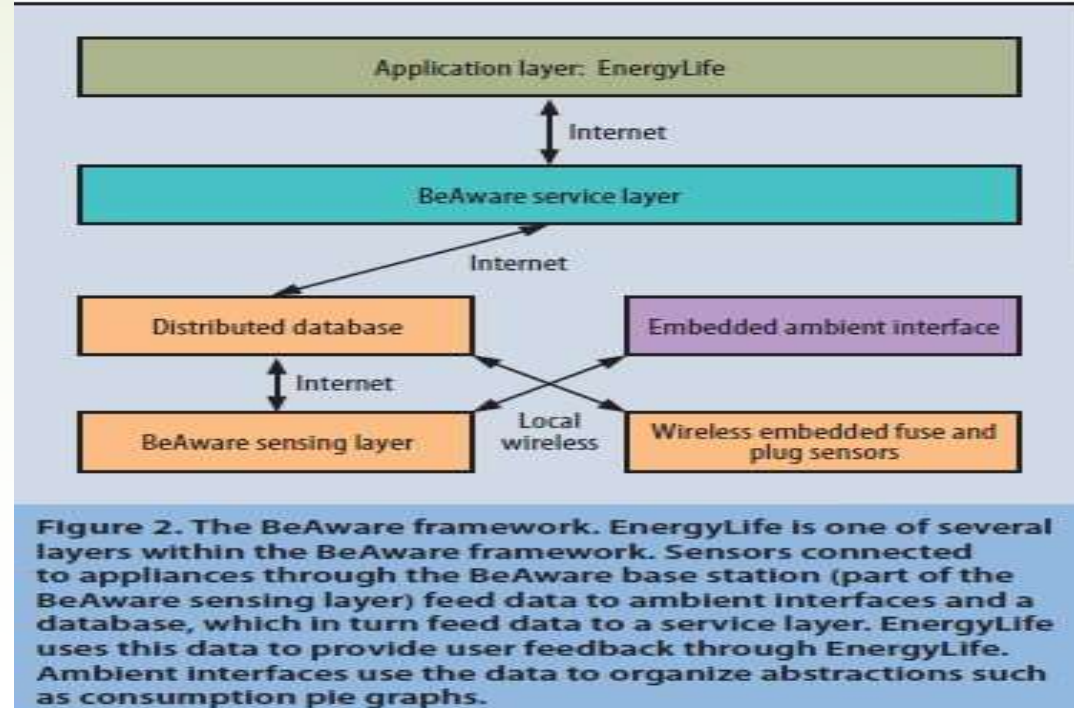 Application layer: EnergyLife
Internet
BeAware service layer
Internet
Distributed database
Embedded ambient interface
Internet
Local
wireless
BeAware sensing layer
Wireless embedded fuse and
plug sensors
Figure 2. The BeAware framework. EnergyLife is one of several
layers within the BeAware framework. Sensors connected
to appliances through the BeAware base station (part of the
BeAware sensing layer) feed data to ambient interfaces and a
database, which in turn feed data to a service layer. EnergyLife
uses this data to provide user feedback through EnergyLife.
Ambient interfaces use the data to organize abstractions such
as consumption pie graphs.